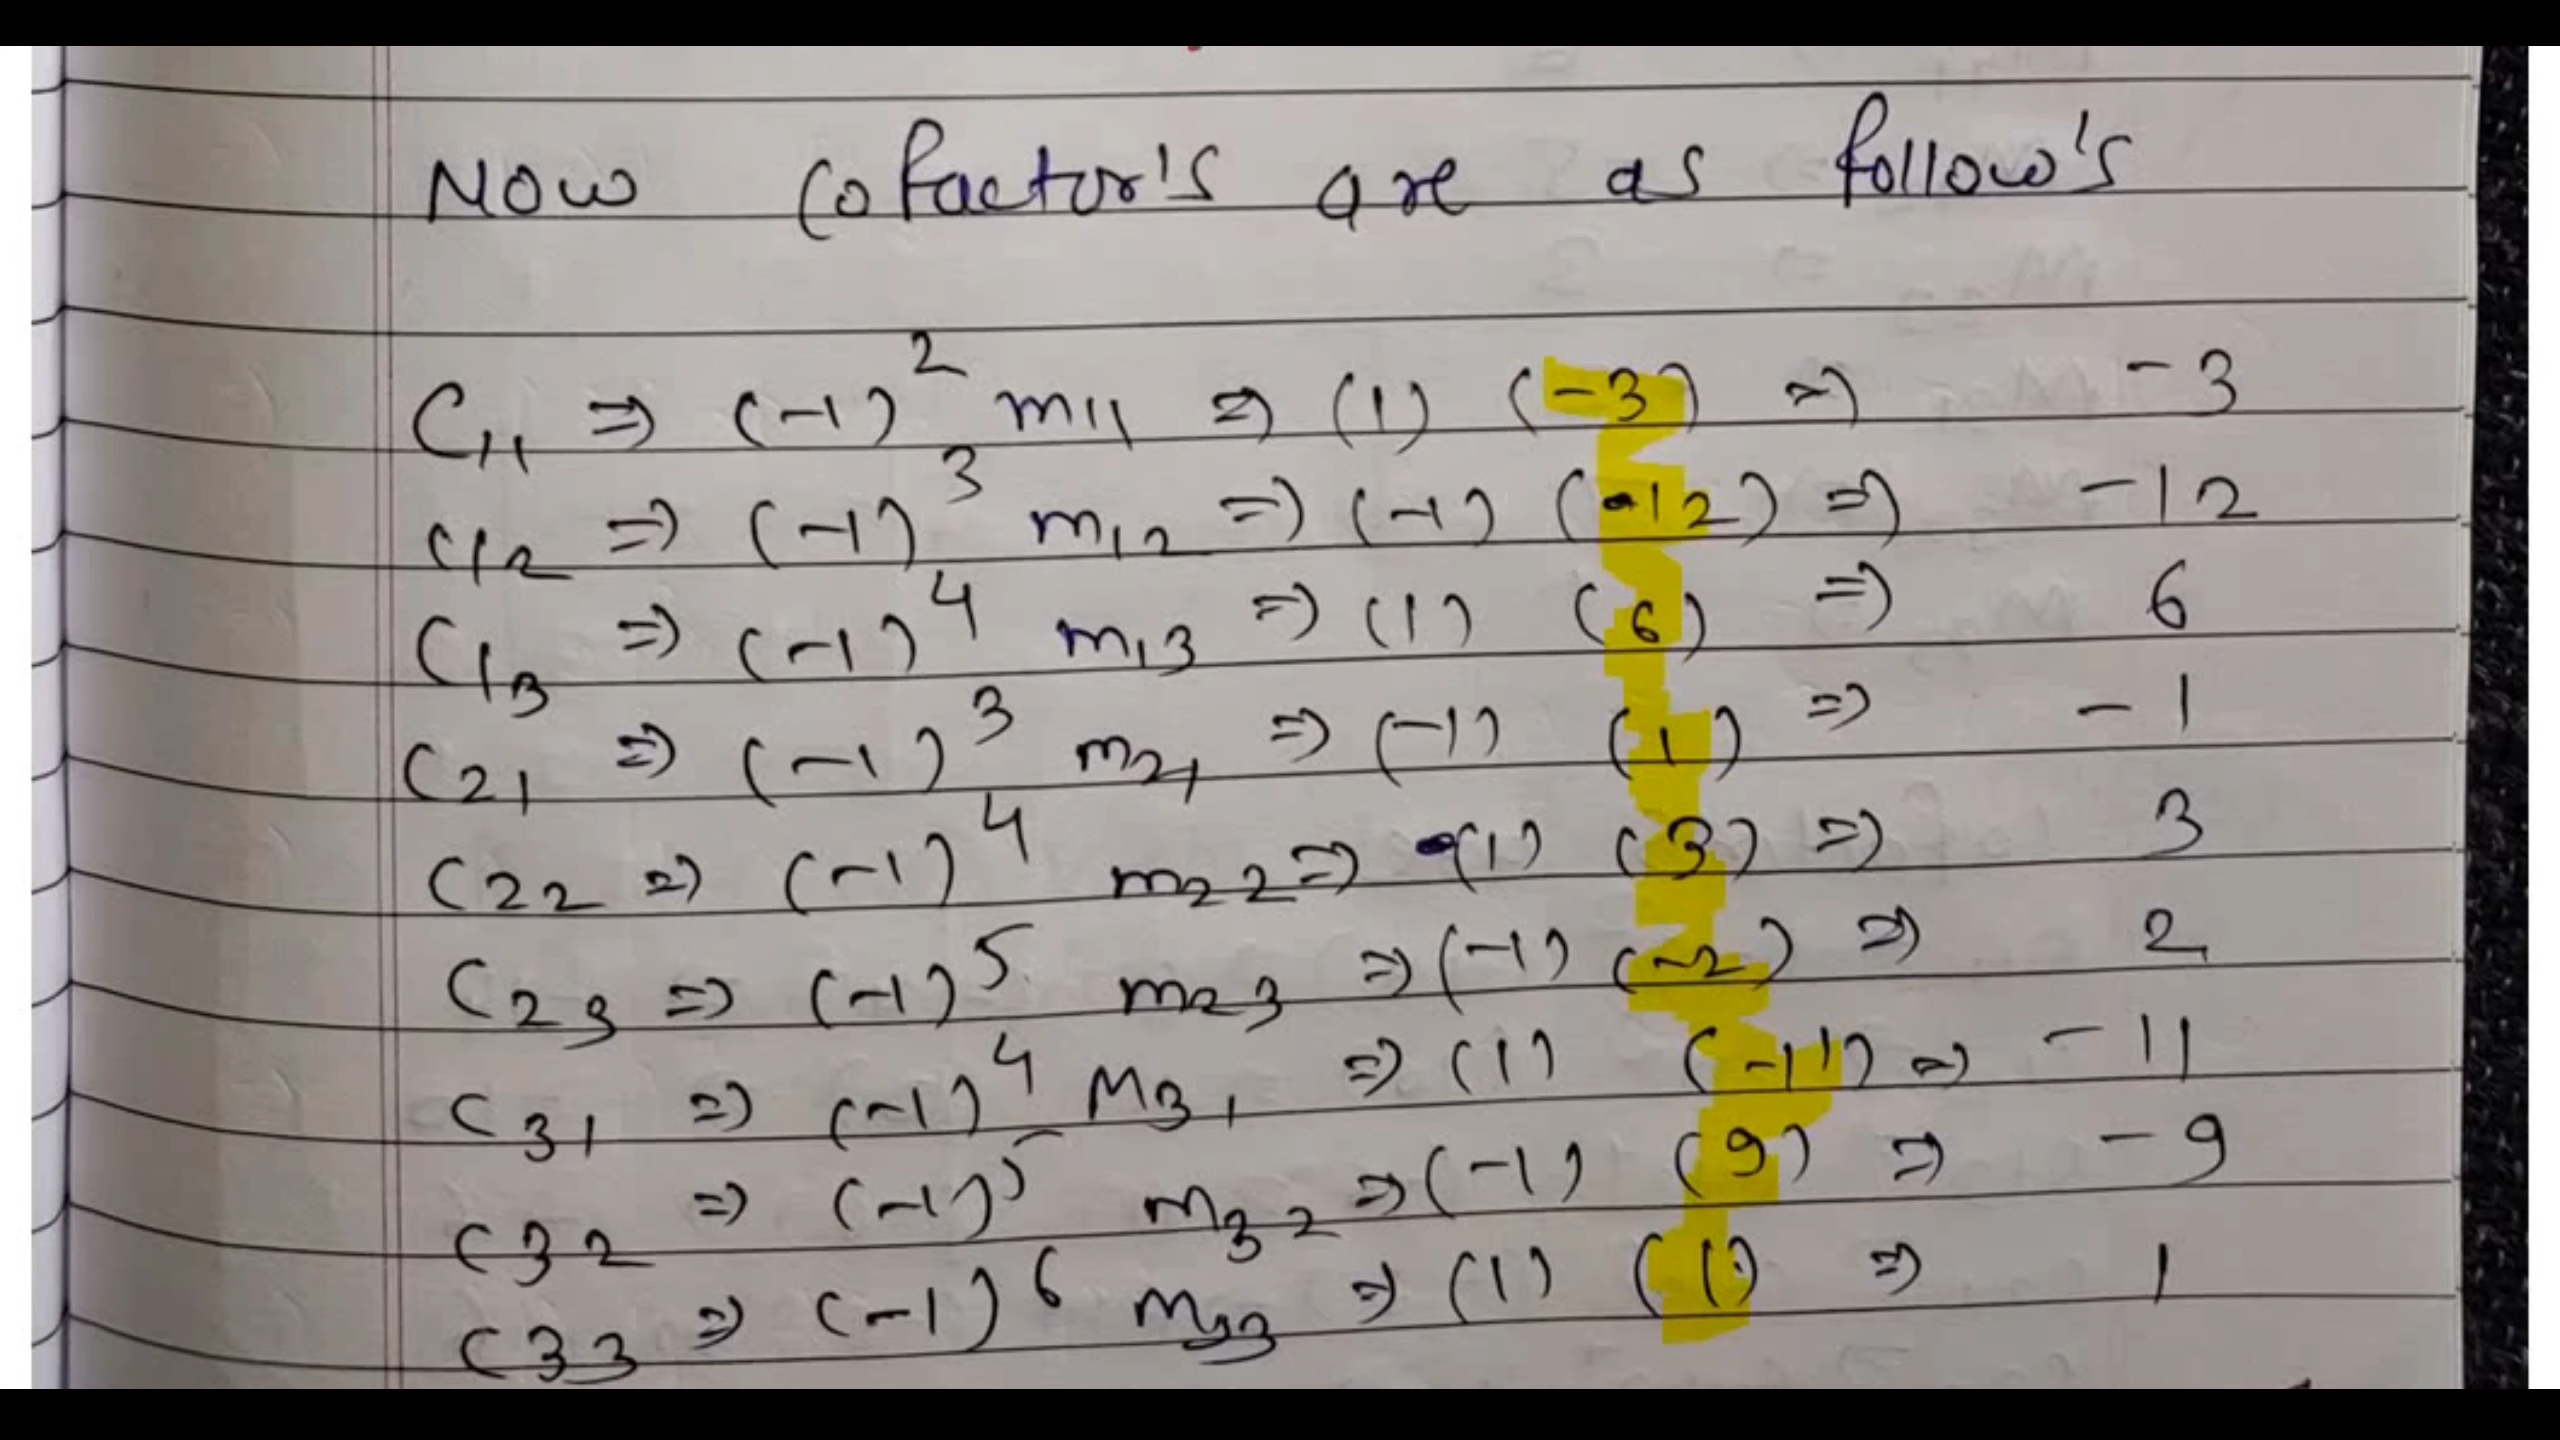 Now cofactor's are as follow's
C11 => (-1)^2 m11 => (1) (-3) => -3
C12 => (-1)^3 m12 => (-1) (-12) => -12
C13 => (-1)^4 m13 => (1) (6) => 6
C21 => (-1)^3 m21 => (-1) (1) => -1
C22 => (-1)^4 m22 => (1) (3) => 3
C23 => (-1)^5 m23 => (-1) (-2) => 2
C31 => (-1)^4 M31 => (1) (-11) => -11
C32 => (-1)^5 m32 => (-1) (9) => -9
C33 => (-1)^6 m33 => (1) (1) => 1